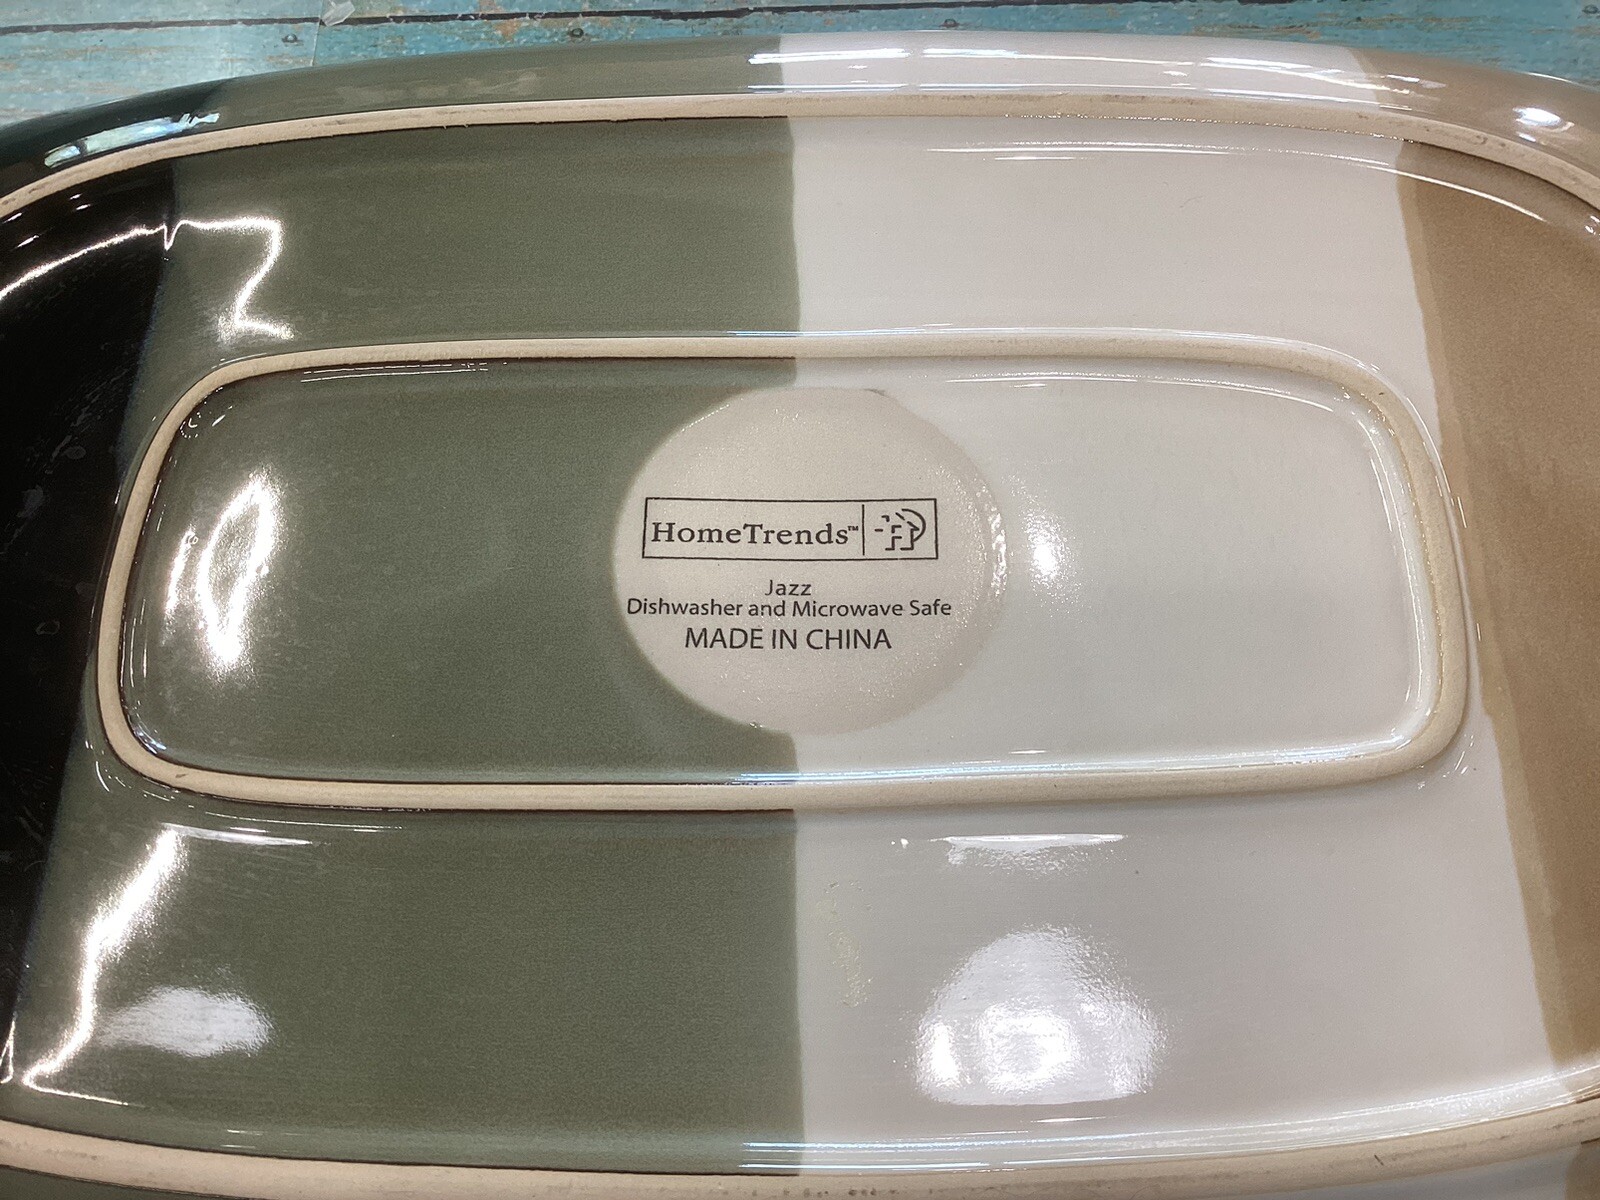 HomeTrends™
Jazz
Dishwasher and Microwave Safe
MADE IN CHINA